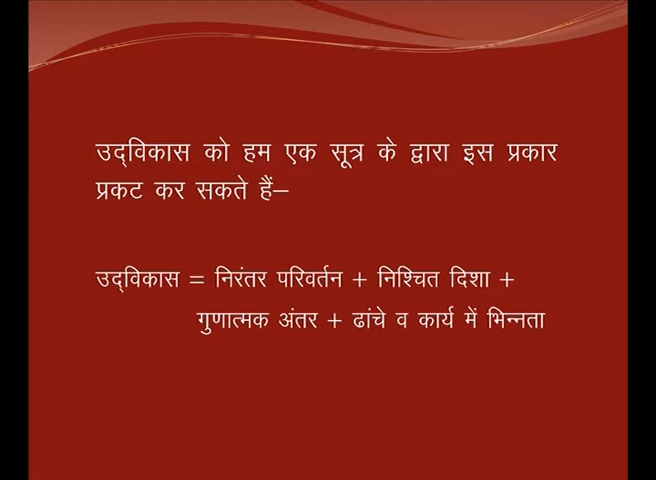 उद्‌विकास को हम एक सूत्र के द्वारा इस प्रकार
प्रकट कर सकते हैं–
उद्‌विकास = निरंतर परिवर्तन + निश्चित दिशा +
गुणात्मक अंतर + ढांचे व कार्य में भिन्नता